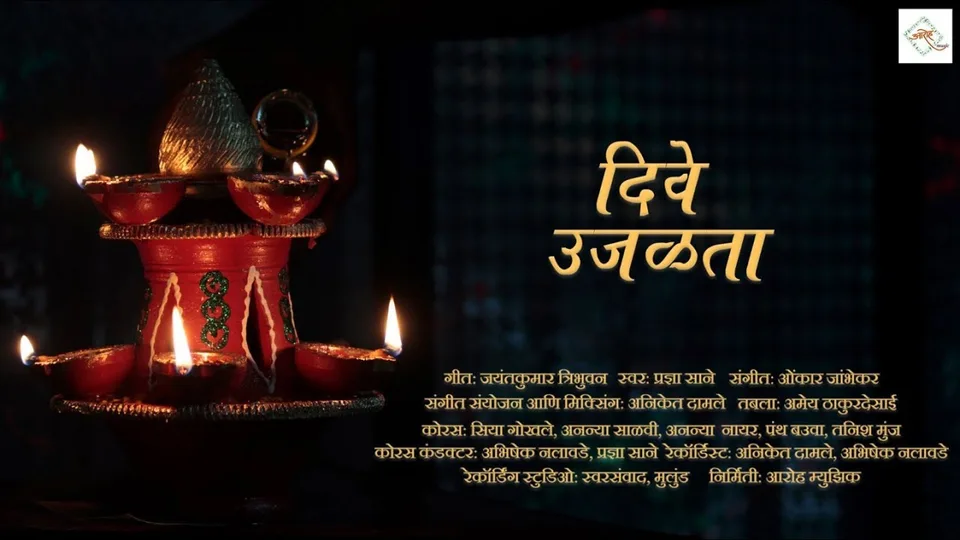 आरोह
दिवे
उजळता
गीत: जयंतकुमार त्रिभुवन स्वर: प्रज्ञा साने संगीत: ओंकार जांभेकर
संगीत संयोजन आणि मिक्सिंग: अनिकेत दामले तबला: अमेय ठाकुरदेसाई
कोरस: सिया गोखले, अनन्या साळवी, अनन्या नायर, पंथ बउवा, तनिश मुंज
कोरस कंडक्टर: अभिषेक नलावडे, प्रज्ञा साने रेकॉर्डिस्ट: अनिकेत दामले, अभिषेक नलावडे
रेकॉर्डिंग स्टुडिओ: स्वरसंवाद, मुलुंड निर्मिती: आरोह म्युझिक